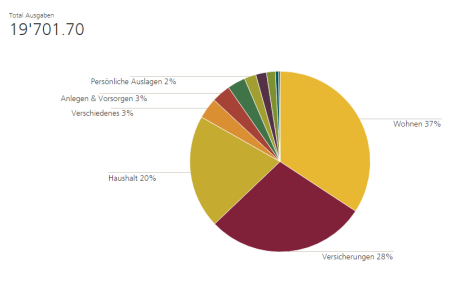 Total Ausgaben
19'701.70
Persönliche Auslagen 2%
Anlegen & Vorsorgen 3%
Verschiedenes 3%
Wohnen 37%
Haushalt 20%
Versicherungen 28%